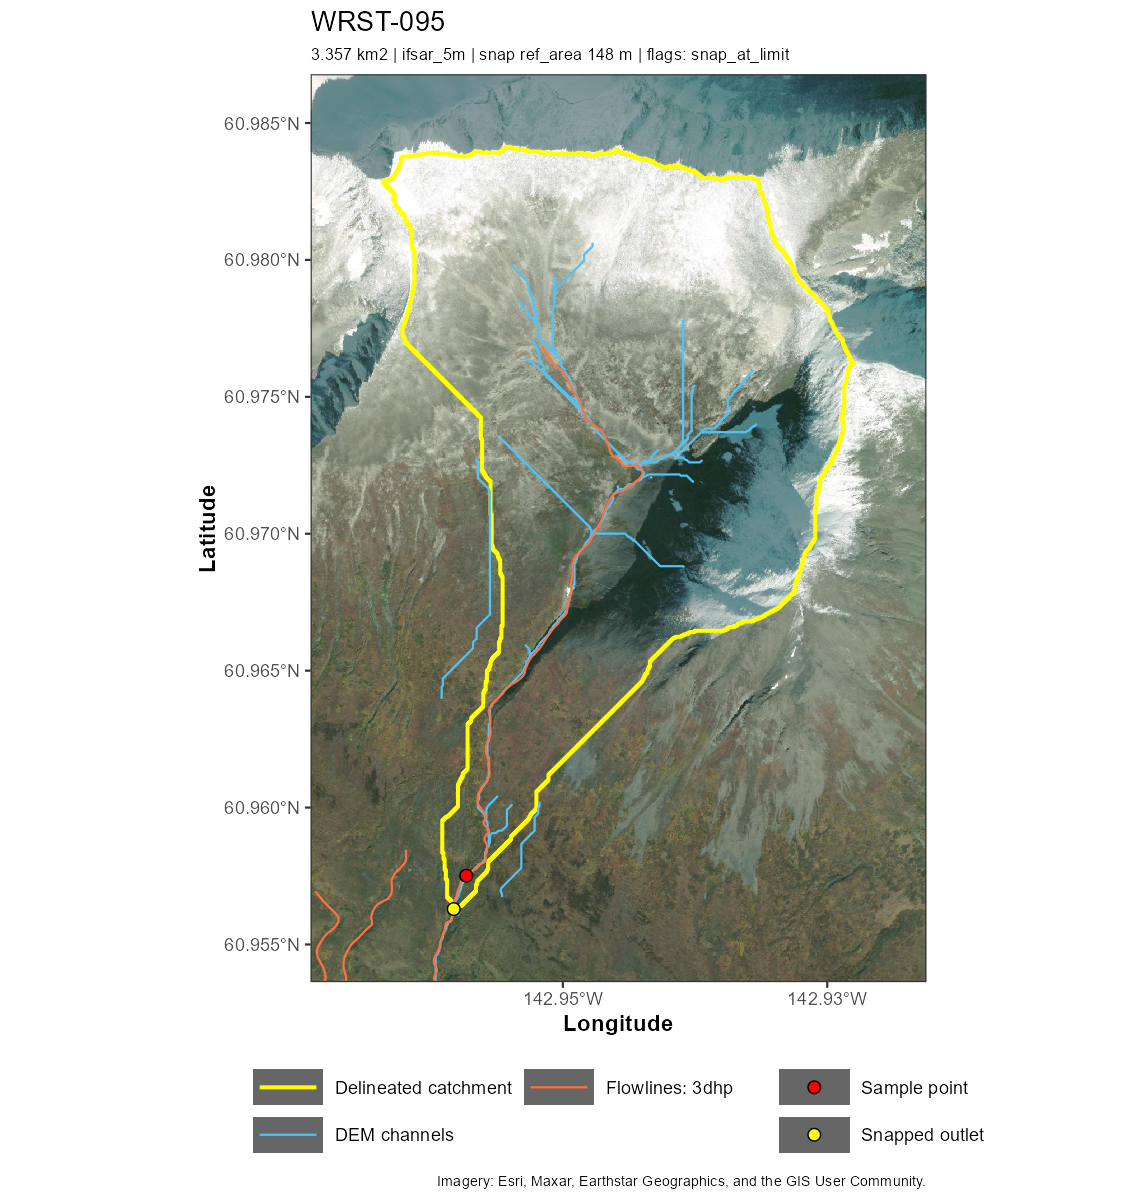 WRST-095
3.357 km2 | ifsar_5m | snap ref_area 148 m | flags: snap_at_limit
60.985°N
60.980°N
60.975°N
60.970°N
60.965°N
60.960°N
60.955°N
Latitude
142.95°W 142.93°W
Longitude
Delineated catchment Flowlines: 3dhp Sample point
DEM channels Snapped outlet
Imagery: Esri, Maxar, Earthstar Geographics, and the GIS User Community.